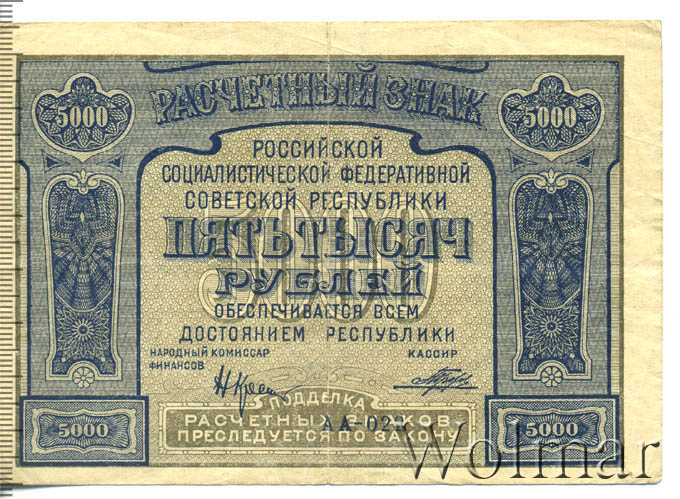 РАСЧЕТНЫЙ ЗНАК
5000 5000
РОССИЙСКОЙ
СОЦИАЛИСТИЧЕСКОЙ ФЕДЕРАТИВНОЙ
СОВЕТСКОЙ РЕСПУБЛИКИ
5000
ПЯТЬ ТЫСЯЧ
РУБЛЕЙ
ОБЕСПЕЧИВАЕТСЯ ВСЕМ
ДОСТОЯНИЕМ РЕСПУБЛИКИ
НАРОДНЫЙ КОМИССАР КАССИР
ФИНАНСОВ
ПОДДЕЛКА
РАСЧЕТНЫХ ЗНАКОВ
ПРЕСЛЕДУЕТСЯ ПО ЗАКОНУ
5000 5000
Wolmar